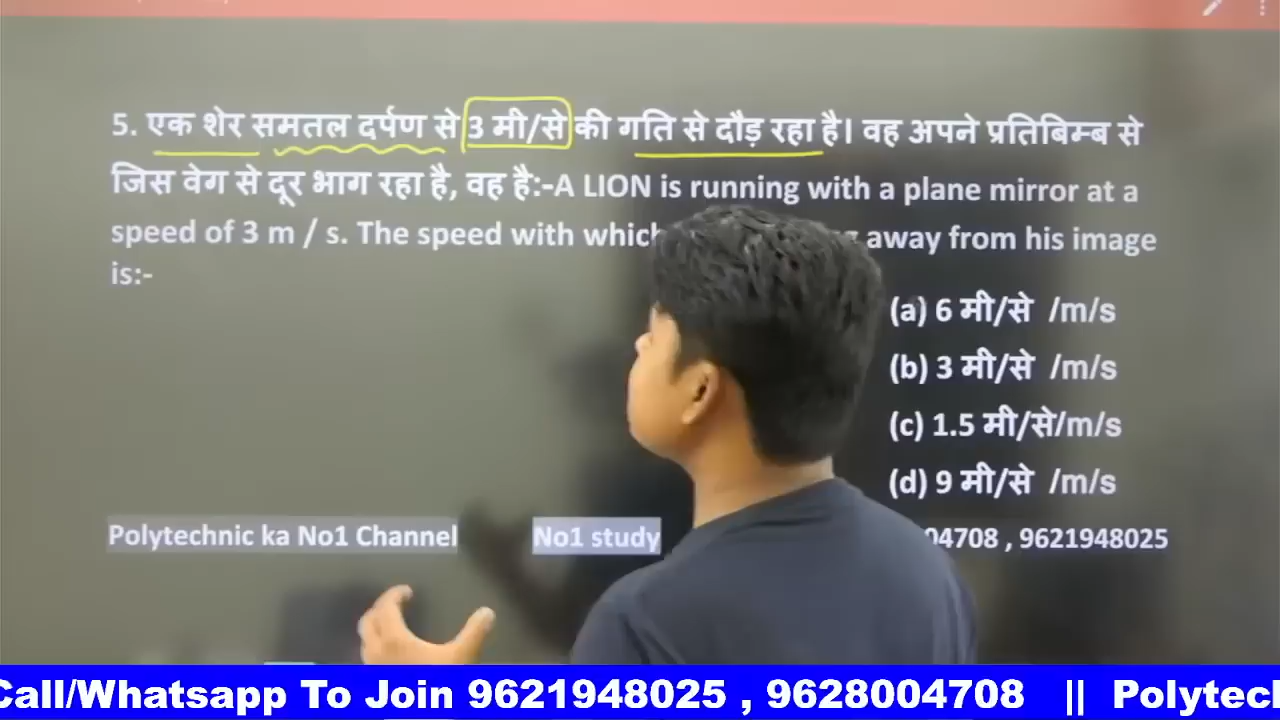 5. एक शेर समतल दर्पण से 3 मी/से की गति से दौड़ रहा है। वह अपने प्रतिबिम्ब से
जिस वेग से दूर भाग रहा है, वह है:-A LION is running with a plane mirror at a
speed of 3 m / s. The speed with which away from his image
is:-
(a) 6 मी/से /m/s
(b) 3 मी/से /m/s
(c) 1.5 मी/से/m/s
(d) 9 मी/से /m/s
Polytechnic ka No1 Channel No1 study 04708 , 9621948025
Call/Whatsapp To Join 9621948025 , 9628004708 || Polytech